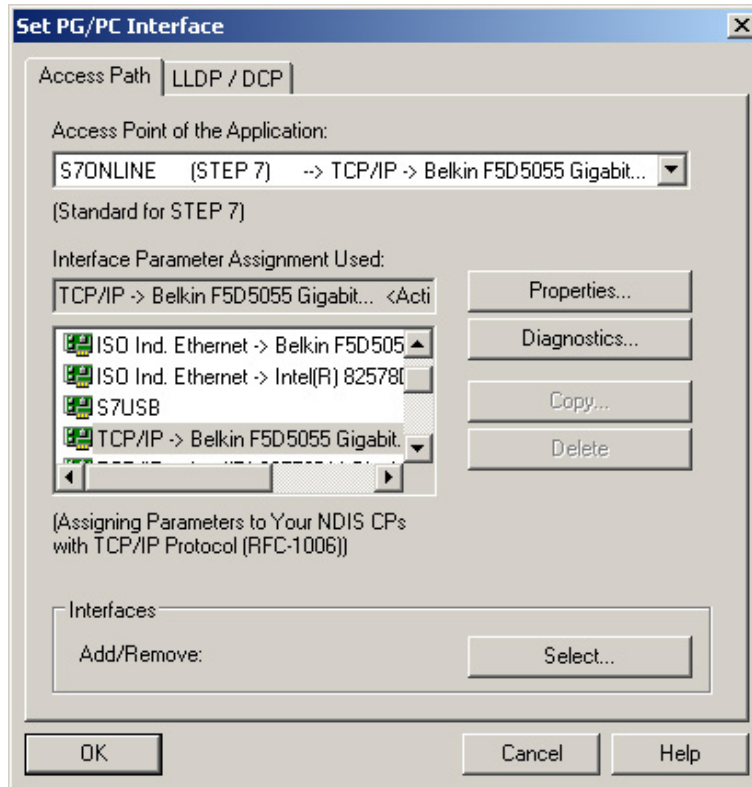 Set PG/PC Interface
Access Path
LLDP / DCP
Access Point of the Application:
S7ONLINE (STEP 7) --> TCP/IP -> Belkin F5D5055 Gigabit...
(Standard for STEP 7)
Interface Parameter Assignment Used:
TCP/IP -> Belkin F5D5055 Gigabit... <Acti
Properties...
Diagnostics...
ISO Ind. Ethernet -> Belkin F5D505
ISO Ind. Ethernet -> Intel(R) 82578D
S7USB
TCP/IP -> Belkin F5D5055 Gigabit.
Copy...
Delete
(Assigning Parameters to Your NDIS CPs
with TCP/IP Protocol (RFC-1006))
Interfaces
Add/Remove:
Select...
OK
Cancel
Help